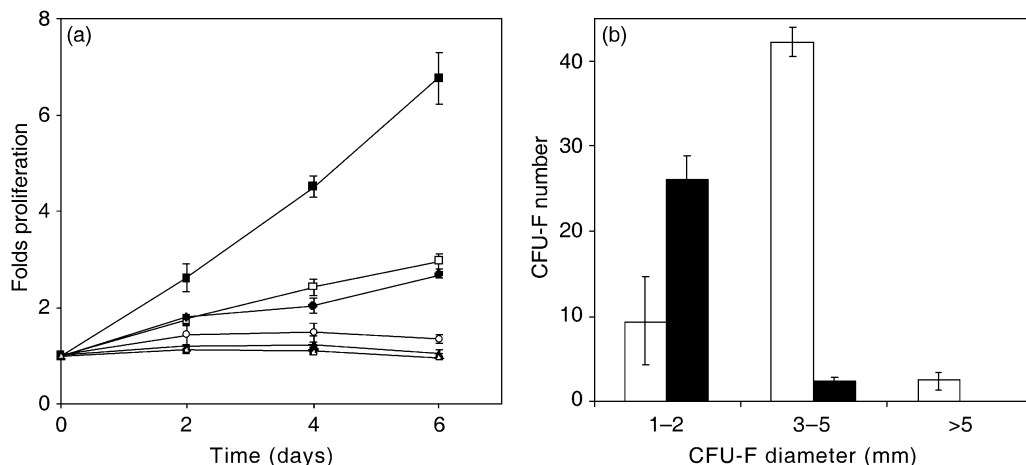 (a)
Folds proliferation
8
6
4
2
0
0 2 4 6
Time (days)
(b)
CFU-F number
40
30
20
10
0
1–2 3–5 >5
CFU-F diameter (mm)